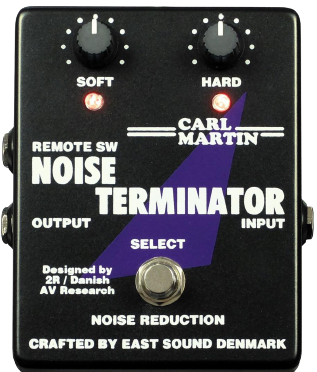 SOFT HARD
CARL
MARTIN
REMOTE SW
NOISE
TERMINATOR
OUTPUT INPUT
SELECT
Designed by
2R / Danish
AV Research
NOISE REDUCTION
CRAFTED BY EAST SOUND DENMARK